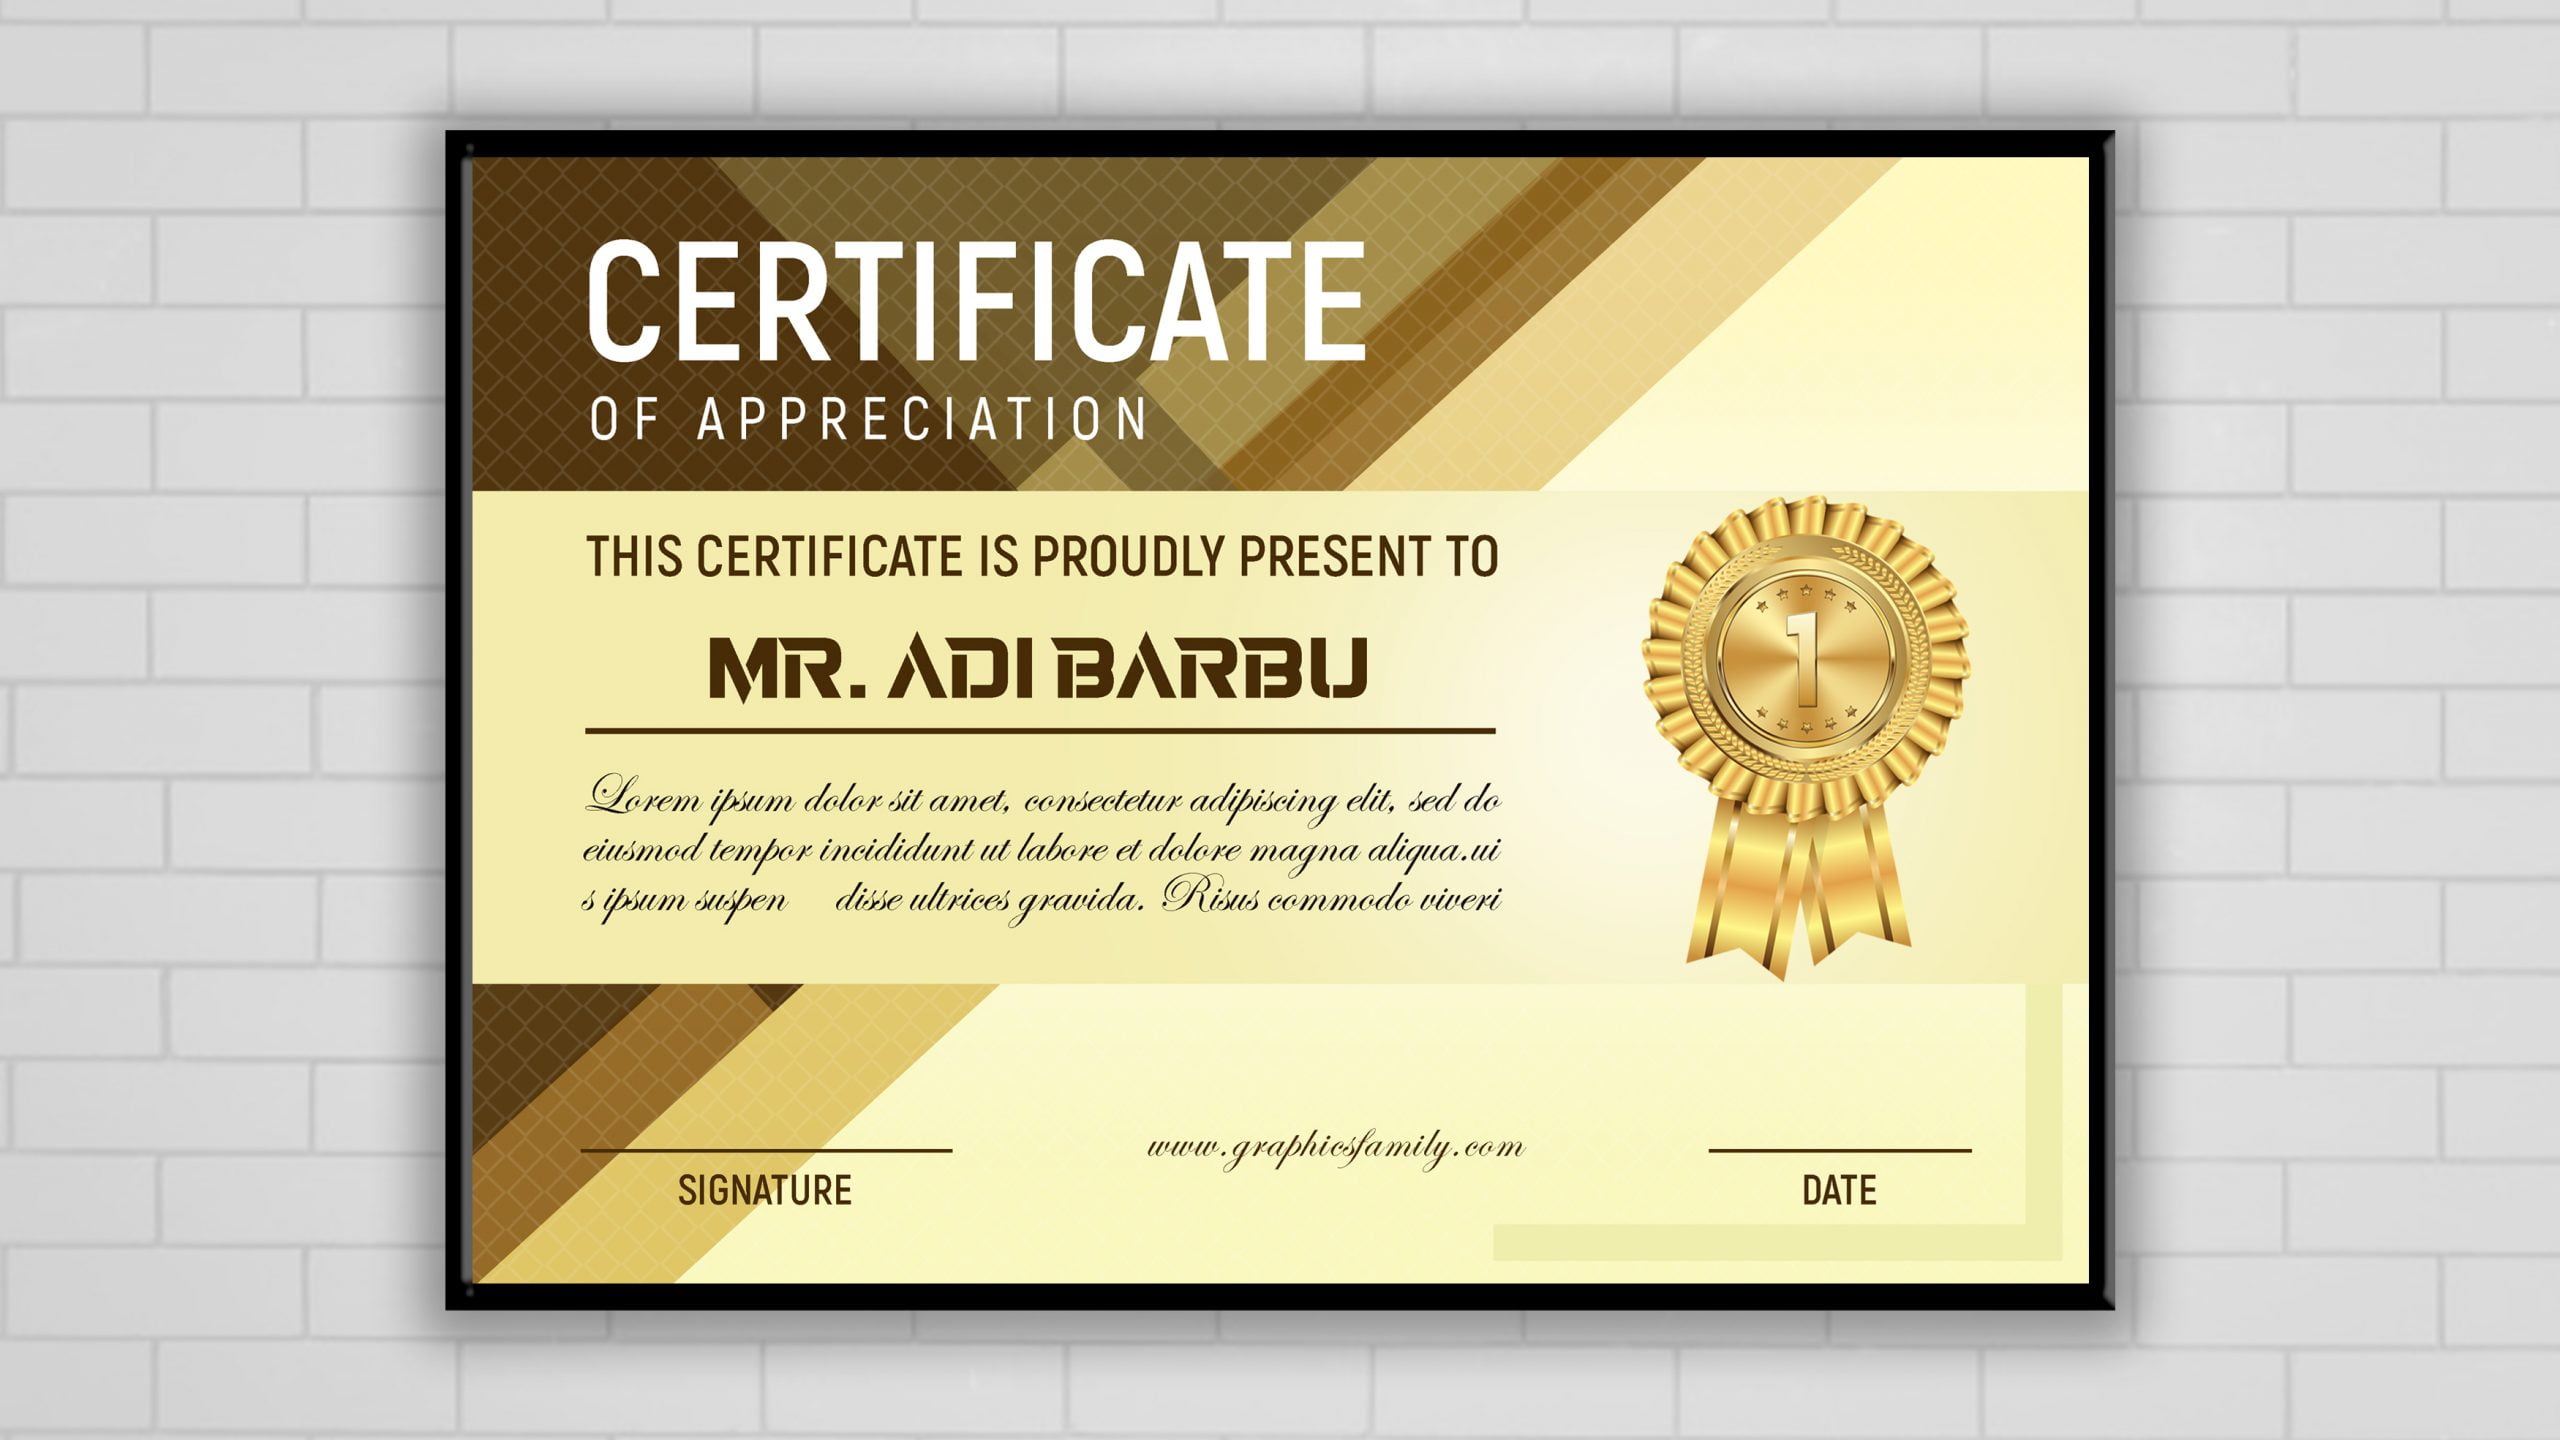 CERTIFICATE
OF APPRECIATION
THIS CERTIFICATE IS PROUDLY PRESENT TO
MR. ADI BARBU
1
Lorem ipsum dolor sit amet, consectetur adipiscing elit, sed do
eiusmod tempor incididunt ut labore et dolore magna aliqua.ui
s ipsum suspen disse ultrices gravida. Risus commodo viveri
www.graphicsfamily.com
SIGNATURE
DATE